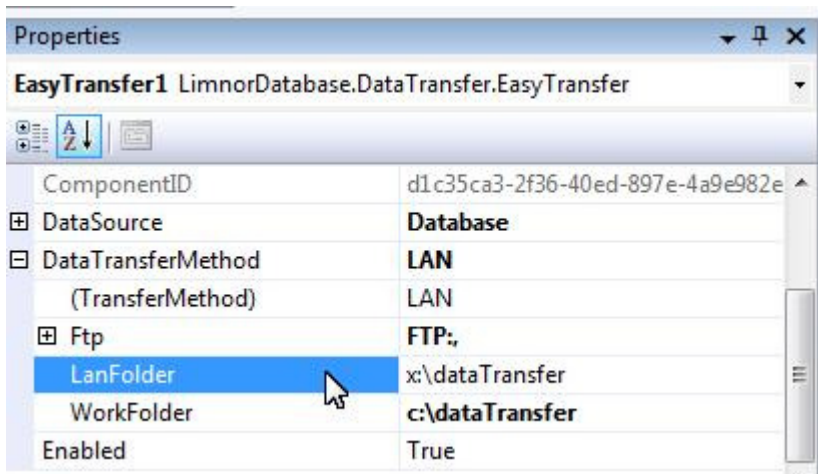 Properties
EasyTransfer1 LimnorDatabase.DataTransfer.EasyTransfer
ComponentID d1c35ca3-2f36-40ed-897e-4a9e982e
DataSource Database
DataTransferMethod LAN
(TransferMethod) LAN
Ftp FTP:,
LanFolder x:\dataTransfer
WorkFolder c:\dataTransfer
Enabled True